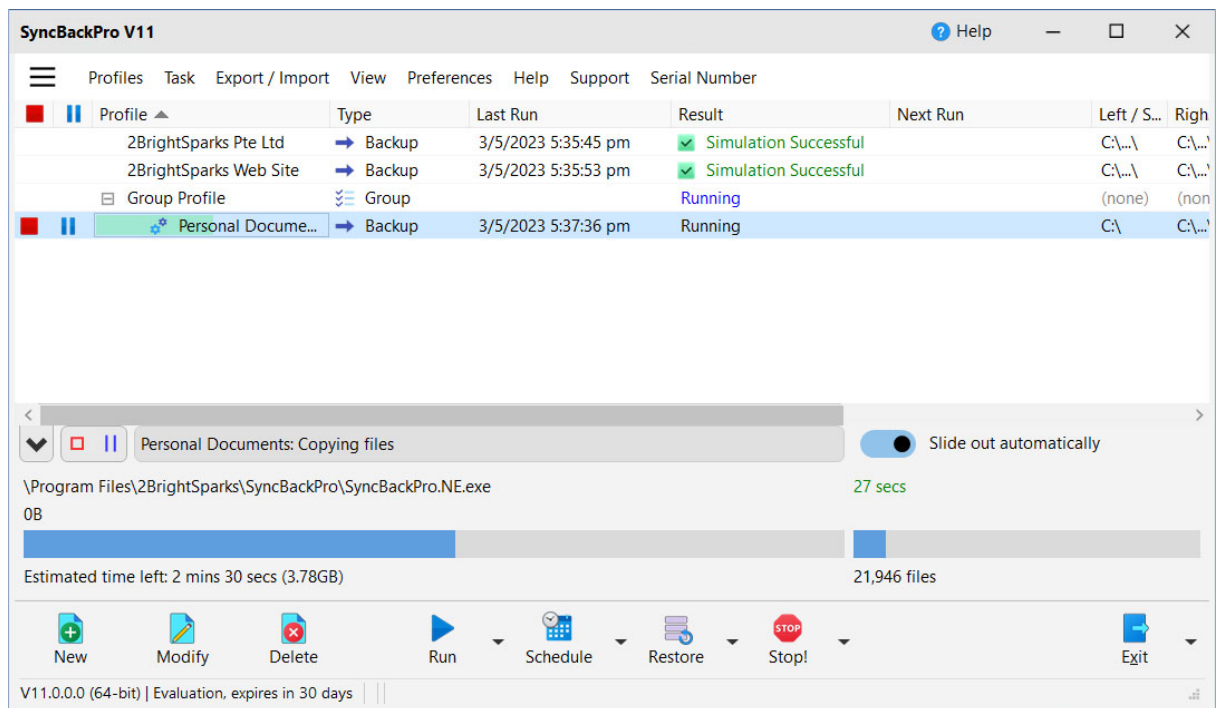 SyncBackPro V11 Help
Profiles Task Export / Import View Preferences Help Support Serial Number
Profile Type Last Run Result Next Run Left / S... Righ
2BrightSparks Pte Ltd Backup 3/5/2023 5:35:45 pm Simulation Successful C:\...\ C:\...\
2BrightSparks Web Site Backup 3/5/2023 5:35:53 pm Simulation Successful C:\...\ C:\...\
Group Profile Group Running (none) (non
Personal Docume... Backup 3/5/2023 5:37:36 pm Running C:\ C:\...\
Personal Documents: Copying files Slide out automatically
\Program Files\2BrightSparks\SyncBackPro\SyncBackPro.NE.exe 27 secs
0B
Estimated time left: 2 mins 30 secs (3.78GB) 21,946 files
STOP
New Modify Delete Run Schedule Restore Stop! Exit
V11.0.0.0 (64-bit) | Evaluation, expires in 30 days